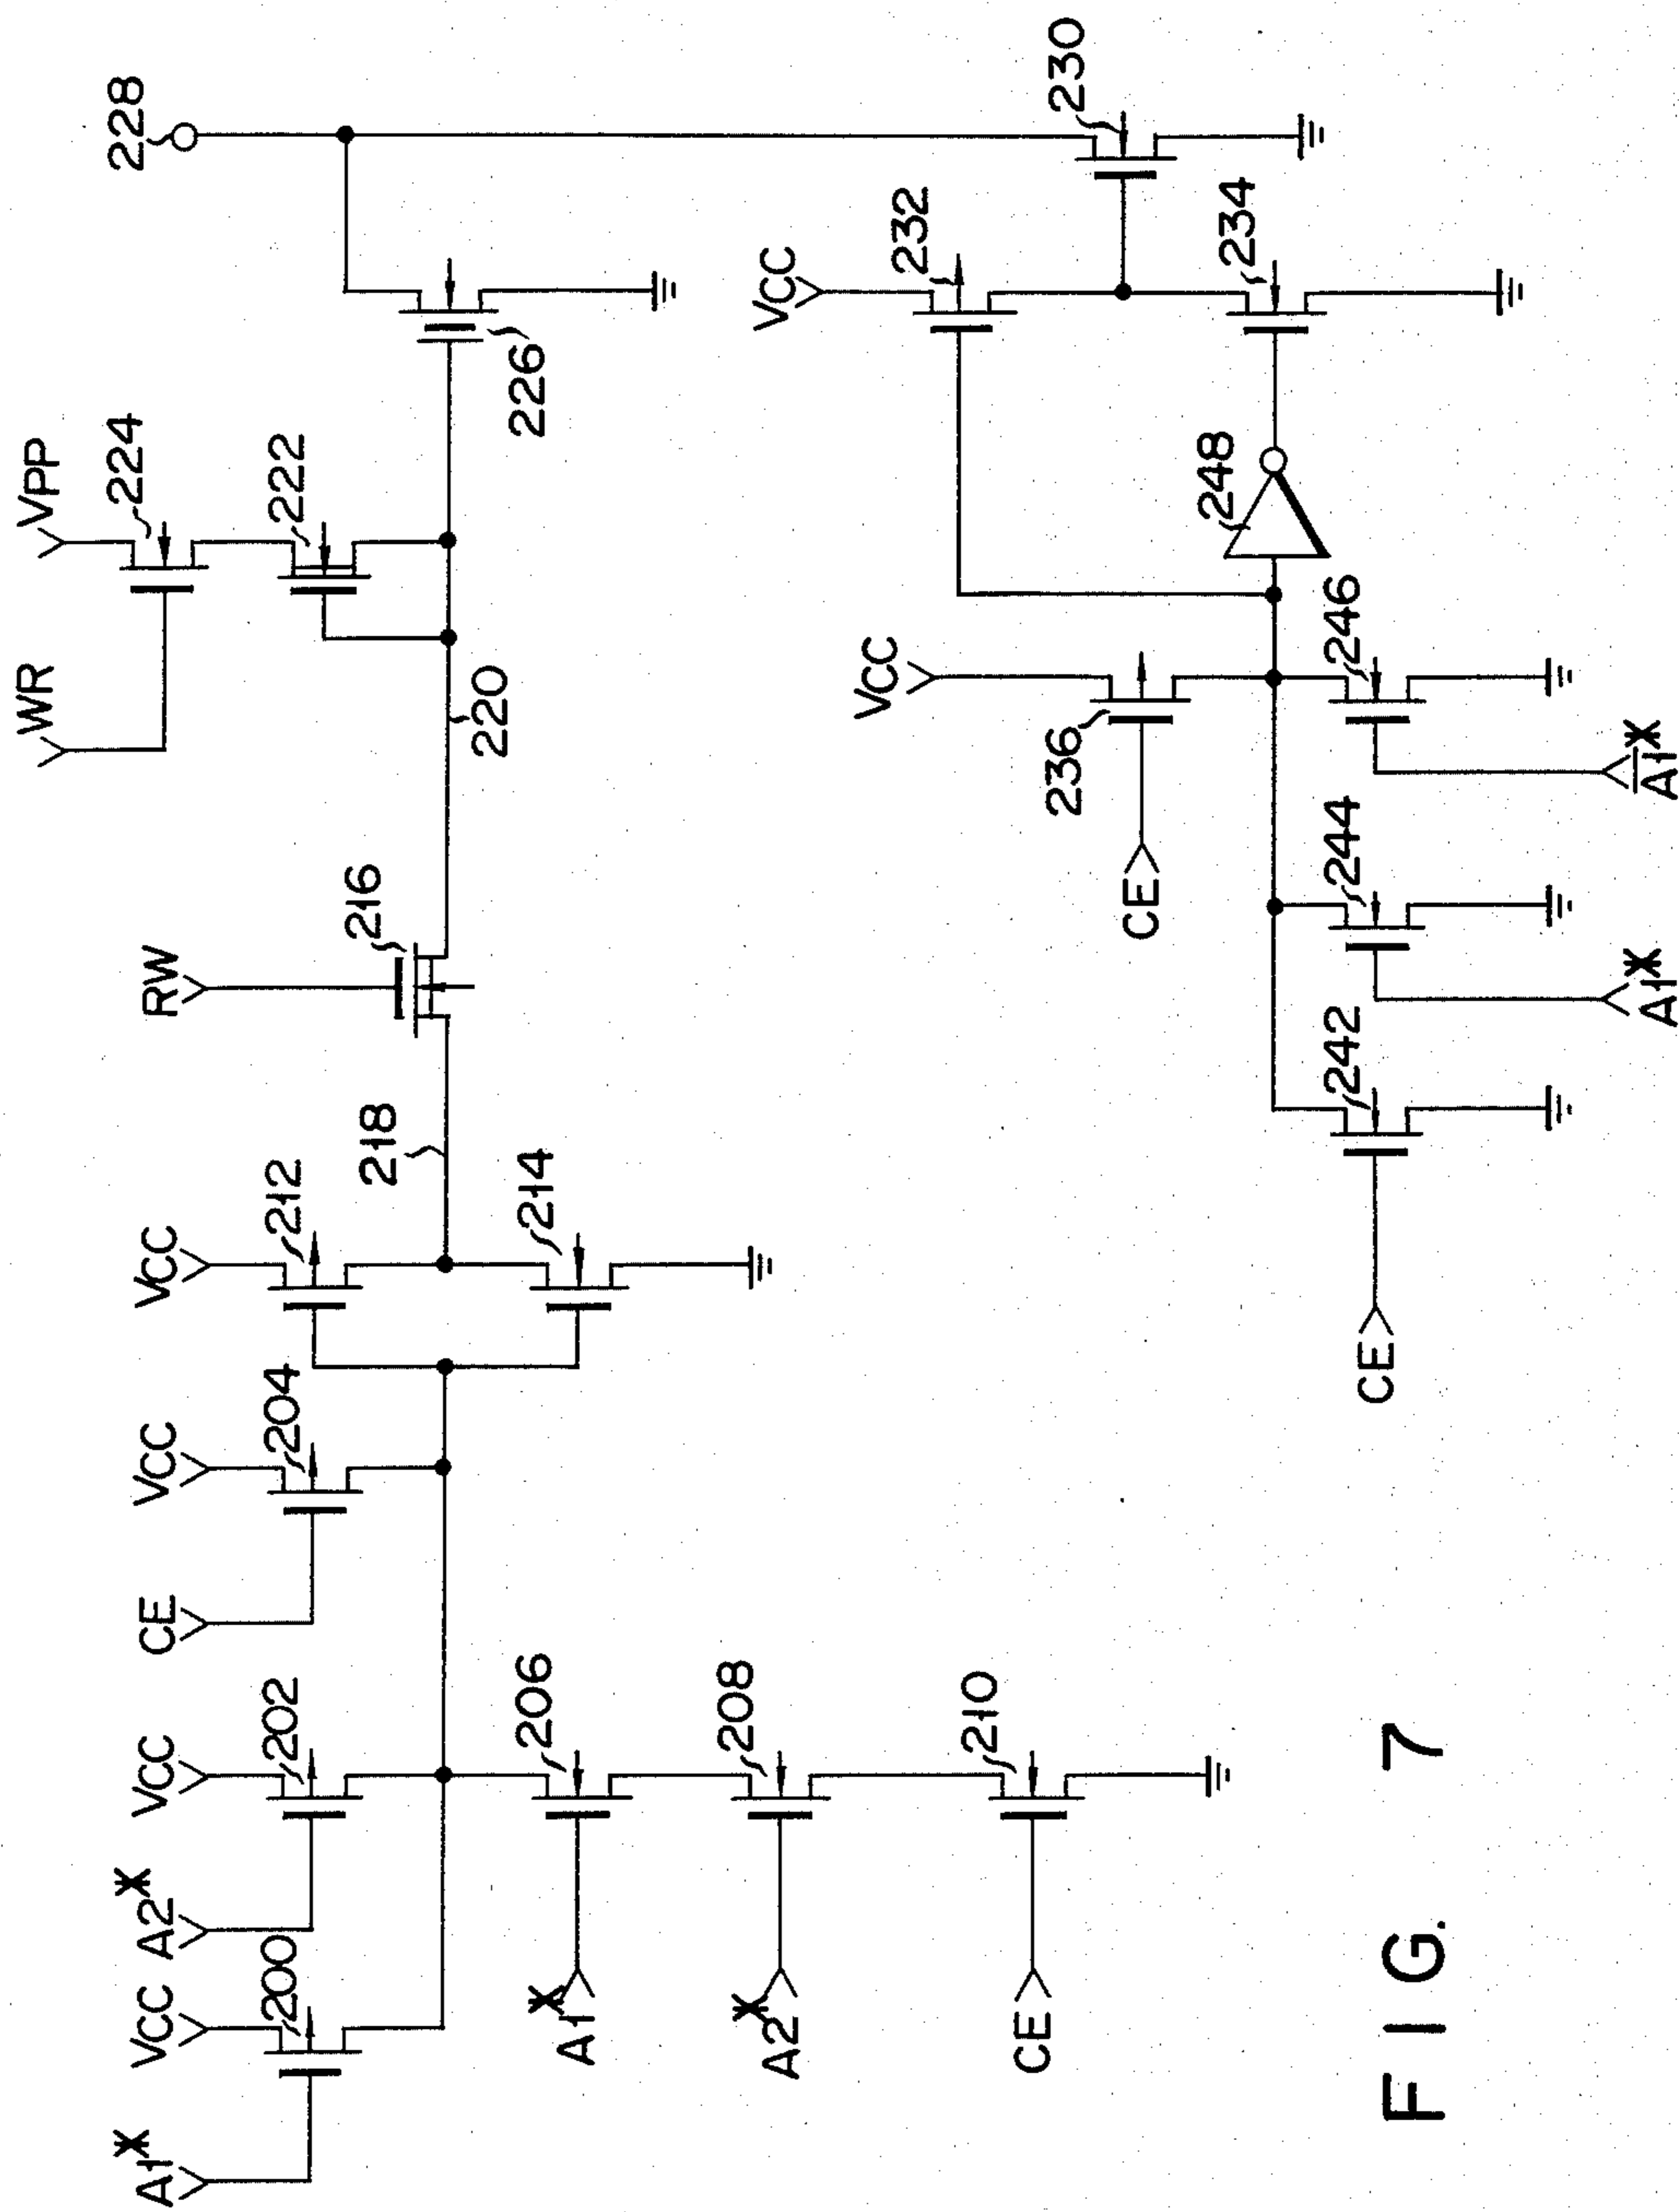 A1*
VCC
A2*
VCC
CE
VCC
VCC
RW
WR
VPP
228
200
202
204
212
218
216
224
222
220
226
A1*
206
214
A2*
208
CE
210
VCC
236
CE
VCC
232
230
CE
242
244
246
248
234
A1*
A̅1̅*
FIG. 7